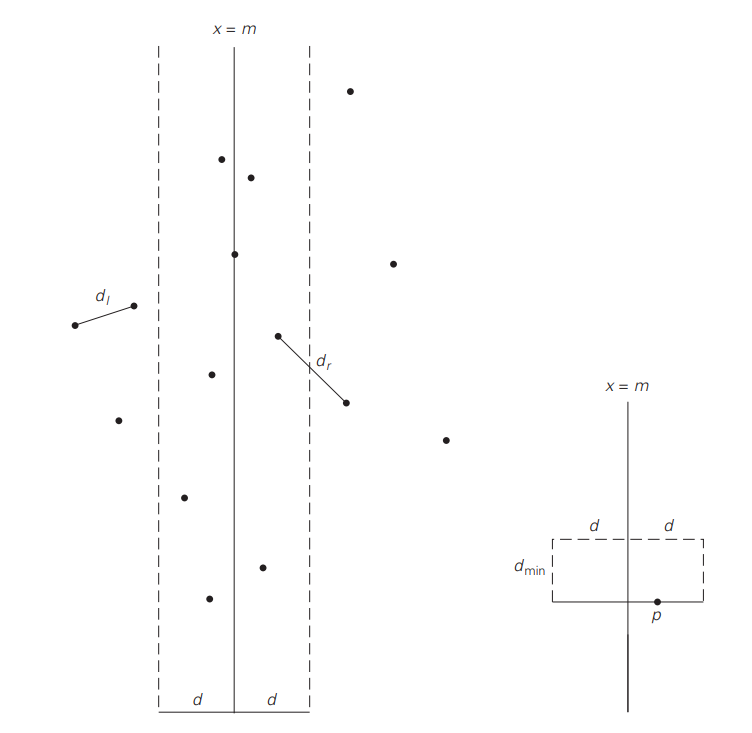 x = m
d_l
d_r
x = m
d d
d_min
p
d d